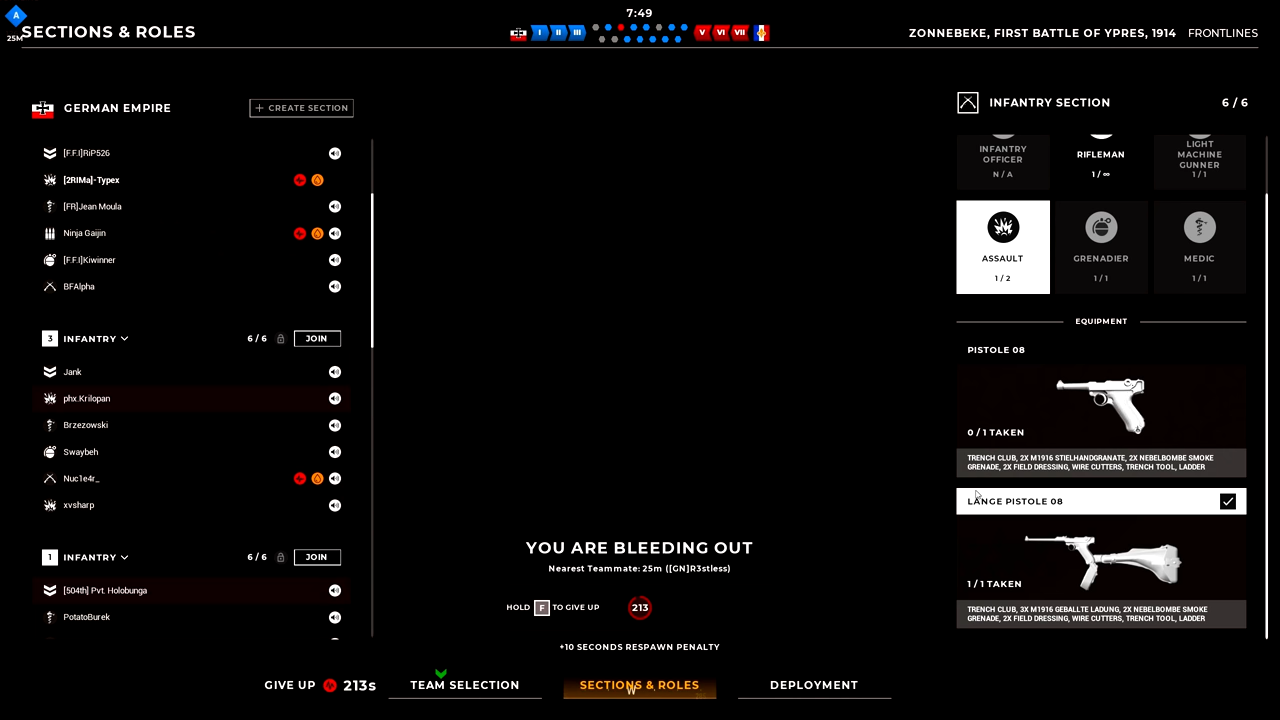 A
25M
SECTIONS & ROLES
7:49
I II III
V VI VII
ZONNEBEKE, FIRST BATTLE OF YPRES, 1914 FRONTLINES
GERMAN EMPIRE
+ CREATE SECTION
[F.F.I]RiP526
[2RIMa]-Typex
[FR]Jean Moula
Ninja Gaijin
[F.F.I]Kiwinner
BFAlpha
3 INFANTRY 6 / 6 JOIN
Jank
phx.Krilopan
Brzezowski
Swaybeh
Nuc1e4r_
xvsharp
1 INFANTRY 6 / 6 JOIN
[504th] Pvt. Holobunga
PotatoBurek
YOU ARE BLEEDING OUT
Nearest Teammate: 25m ([GN]R3stless)
HOLD F TO GIVE UP 213
+10 SECONDS RESPAWN PENALTY
INFANTRY SECTION 6 / 6
INFANTRY
OFFICER
N / A
RIFLEMAN
1 / ∞
LIGHT
MACHINE
GUNNER
1 / 1
ASSAULT
1 / 2
GRENADIER
1 / 1
MEDIC
1 / 1
EQUIPMENT
PISTOLE 08
0 / 1 TAKEN
TRENCH CLUB, 2X M1916 STIELHANDGRANATE, 2X NEBELBOMBE SMOKE
GRENADE, 2X FIELD DRESSING, WIRE CUTTERS, TRENCH TOOL, LADDER
LANGE PISTOLE 08
1 / 1 TAKEN
TRENCH CLUB, 3X M1916 GEBALLTE LADUNG, 2X NEBELBOMBE SMOKE
GRENADE, 2X FIELD DRESSING, WIRE CUTTERS, TRENCH TOOL, LADDER
GIVE UP 213s
TEAM SELECTION
SECTIONS & ROLES
W
DEPLOYMENT